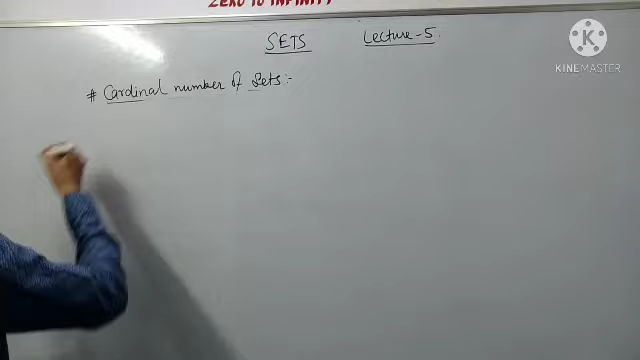 ZERO TO INFINITY
SETS Lecture-5.
# Cardinal number of Sets:-
KINEMASTER